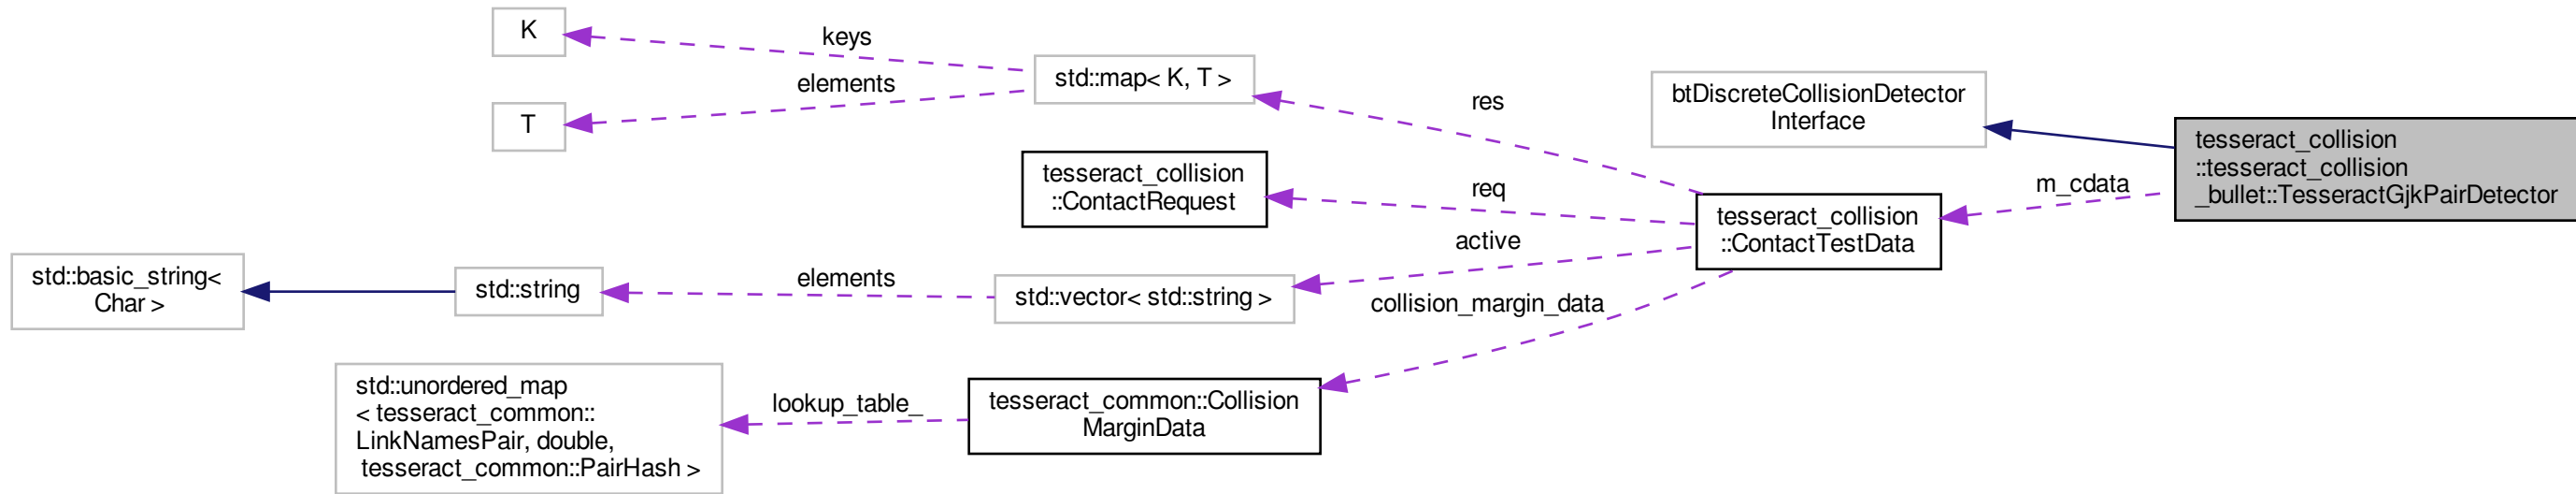 K
keys
std::map< K, T >
elements
T
res
btDiscreteCollisionDetector
Interface
tesseract_collision
::tesseract_collision
_bullet::TesseractGjkPairDetector
m_cdata
tesseract_collision
::ContactRequest
req
tesseract_collision
::ContactTestData
active
std::basic_string<
Char >
std::string
elements
std::vector< std::string >
collision_margin_data
std::unordered_map
< tesseract_common::
LinkNamesPair, double,
tesseract_common::PairHash >
lookup_table_
tesseract_common::Collision
MarginData